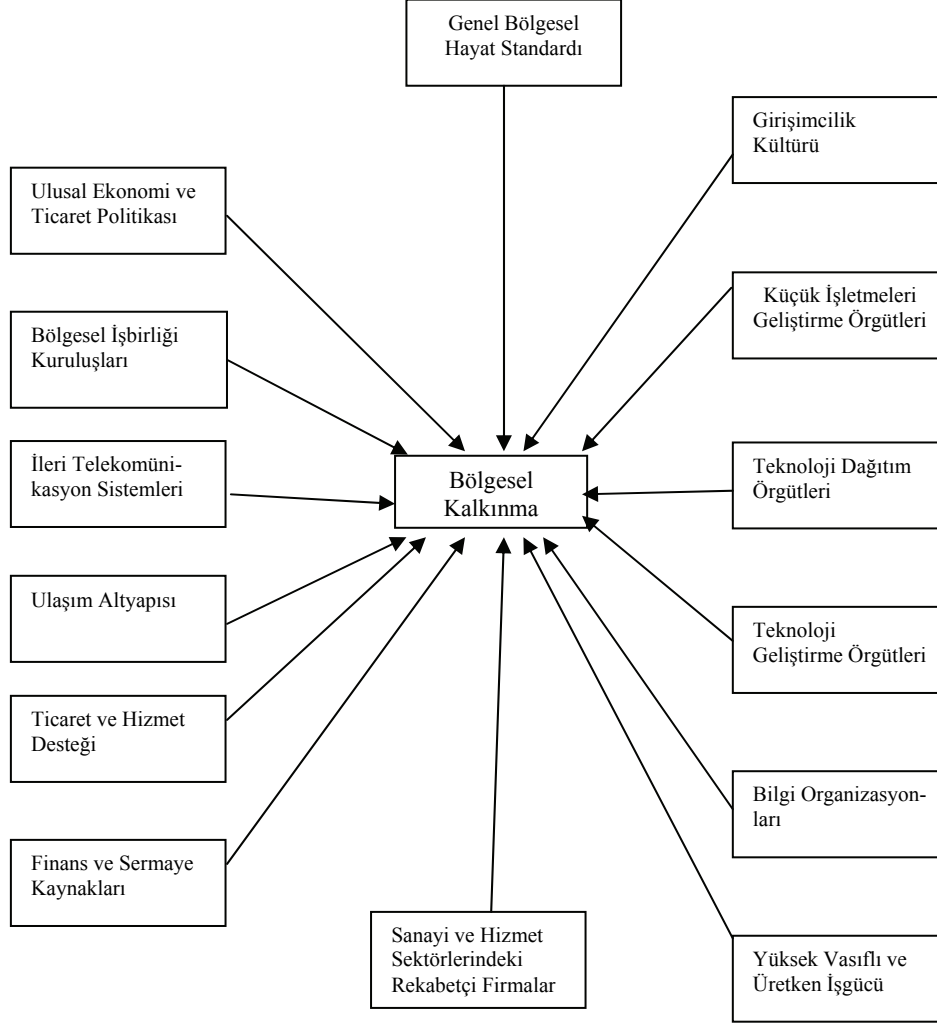 Genel Bölgesel
Hayat Standardı
Girişimcilik
Kültürü
Ulusal Ekonomi ve
Ticaret Politikası
Küçük İşletmeleri
Geliştirme Örgütleri
Bölgesel İşbirliği
Kuruluşları
İleri Telekomüni-
kasyon Sistemleri
Bölgesel
Kalkınma
Teknoloji Dağıtım
Örgütleri
Ulaşım Altyapısı
Teknoloji
Geliştirme Örgütleri
Ticaret ve Hizmet
Desteği
Bilgi Organizasyon-
ları
Finans ve Sermaye
Kaynakları
Sanayi ve Hizmet
Sektörlerindeki
Rekabetçi Firmalar
Yüksek Vasıflı ve
Üretken İşgücü